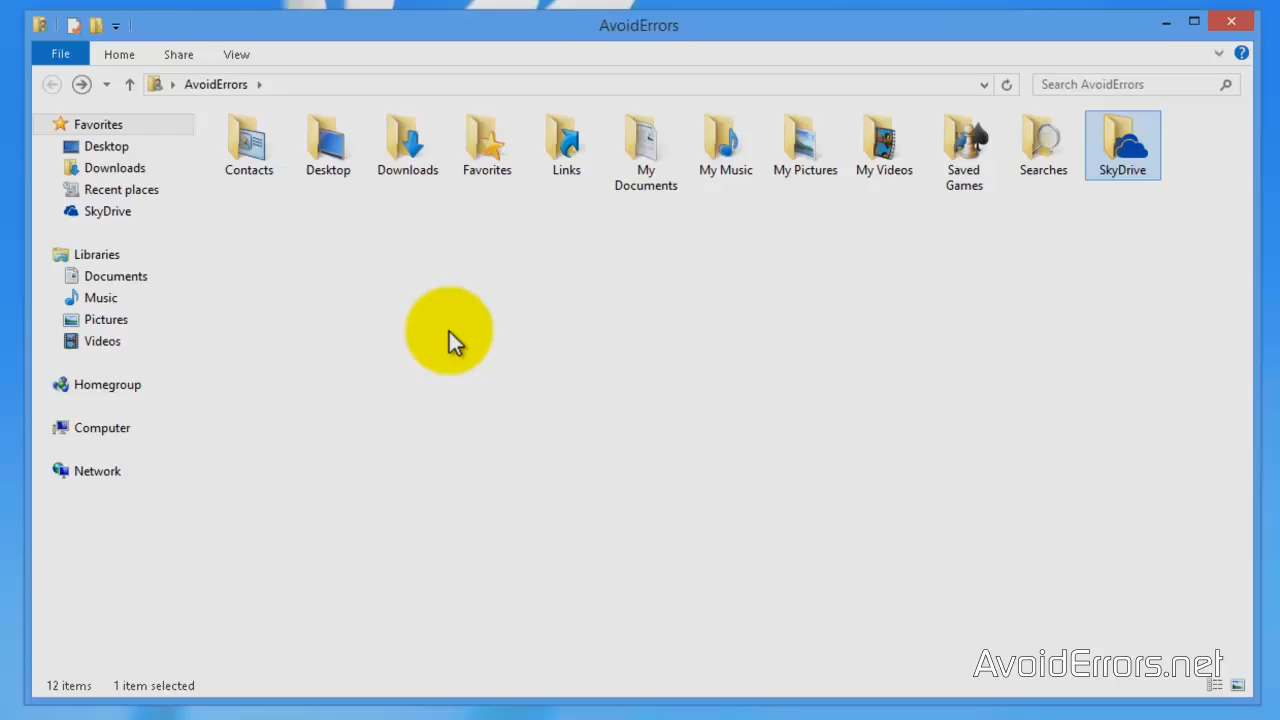 AvoidErrors
File Home Share View
AvoidErrors
Search AvoidErrors
Favorites
Desktop
Downloads
Recent places
SkyDrive
Libraries
Documents
Music
Pictures
Videos
Homegroup
Computer
Network
Contacts Desktop Downloads Favorites Links My My Music My Pictures My Videos Saved Searches SkyDrive
Documents Games
AvoidErrors.net
12 items 1 item selected